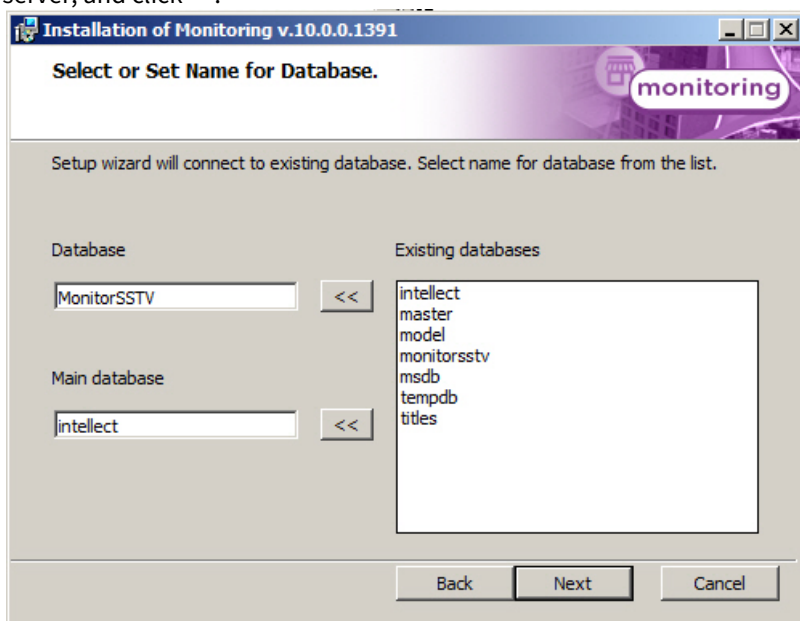 server, and click
Installation of Monitoring v.10.0.0.1391
Select or Set Name for Database.
monitoring
Setup wizard will connect to existing database. Select name for database from the list.
Database
Existing databases
MonitorSSTV
<<
intellect
master
model
monitorsstv
msdb
tempdb
titles
Main database
intellect
<<
Back
Next
Cancel